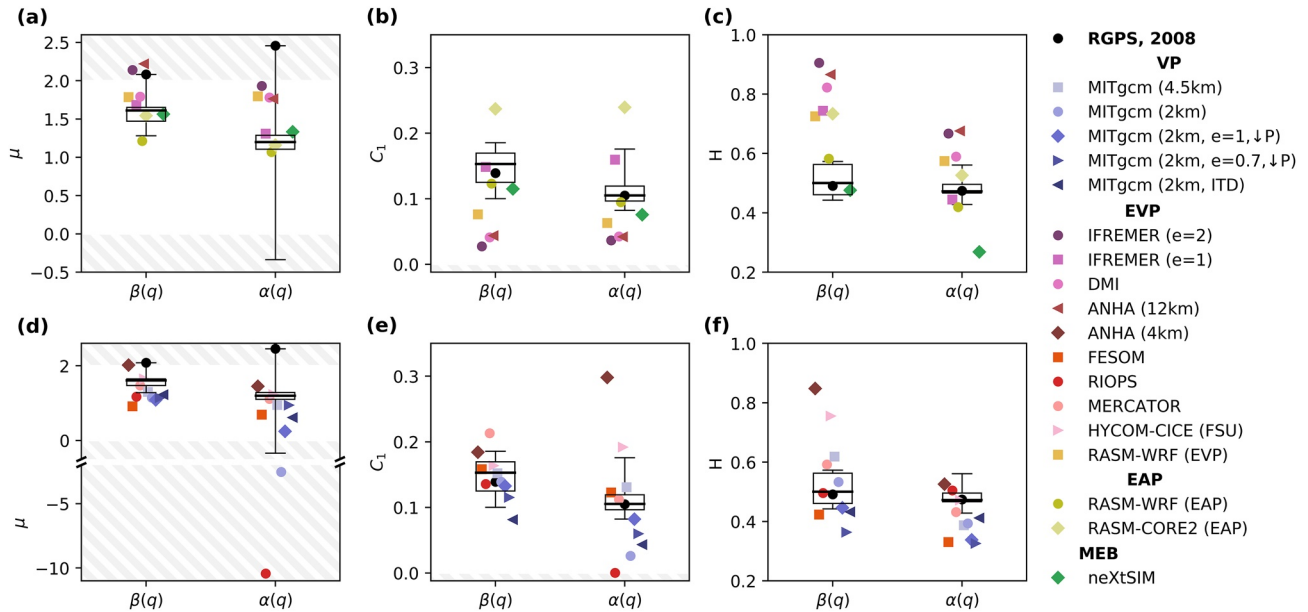 (a)
(b)
(c)
2.5
2.0
1.5
1.0
0.5
0.0
−0.5
μ
β(q)
α(q)
0.3
0.2
0.1
0.0
C1
β(q)
α(q)
1.0
0.8
0.6
0.4
0.2
H
β(q)
α(q)
(d)
(e)
(f)
2
0
−5
−10
μ
β(q)
α(q)
0.3
0.2
0.1
0.0
C1
β(q)
α(q)
1.0
0.8
0.6
0.4
0.2
H
β(q)
α(q)
RGPS, 2008
VP
MITgcm (4.5km)
MITgcm (2km)
MITgcm (2km, e=1,↓P)
MITgcm (2km, e=0.7,↓P)
MITgcm (2km, ITD)
EVP
IFREMER (e=2)
IFREMER (e=1)
DMI
ANHA (12km)
ANHA (4km)
FESOM
RIOPS
MERCATOR
HYCOM-CICE (FSU)
RASM-WRF (EVP)
EAP
RASM-WRF (EAP)
RASM-CORE2 (EAP)
MEB
neXtSIM